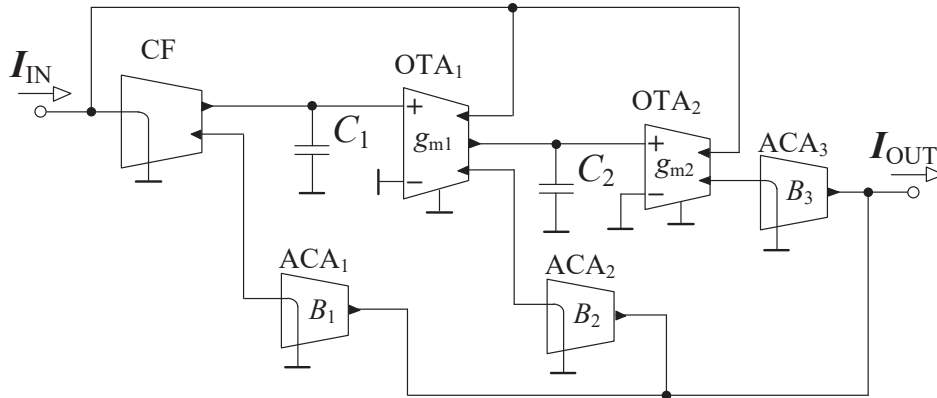 CF
I_IN
OTA₁
OTA₂
ACA₃
I_OUT
+
C₁
g_m1
−
+
C₂
g_m2
−
B₃
ACA₁
B₁
ACA₂
B₂